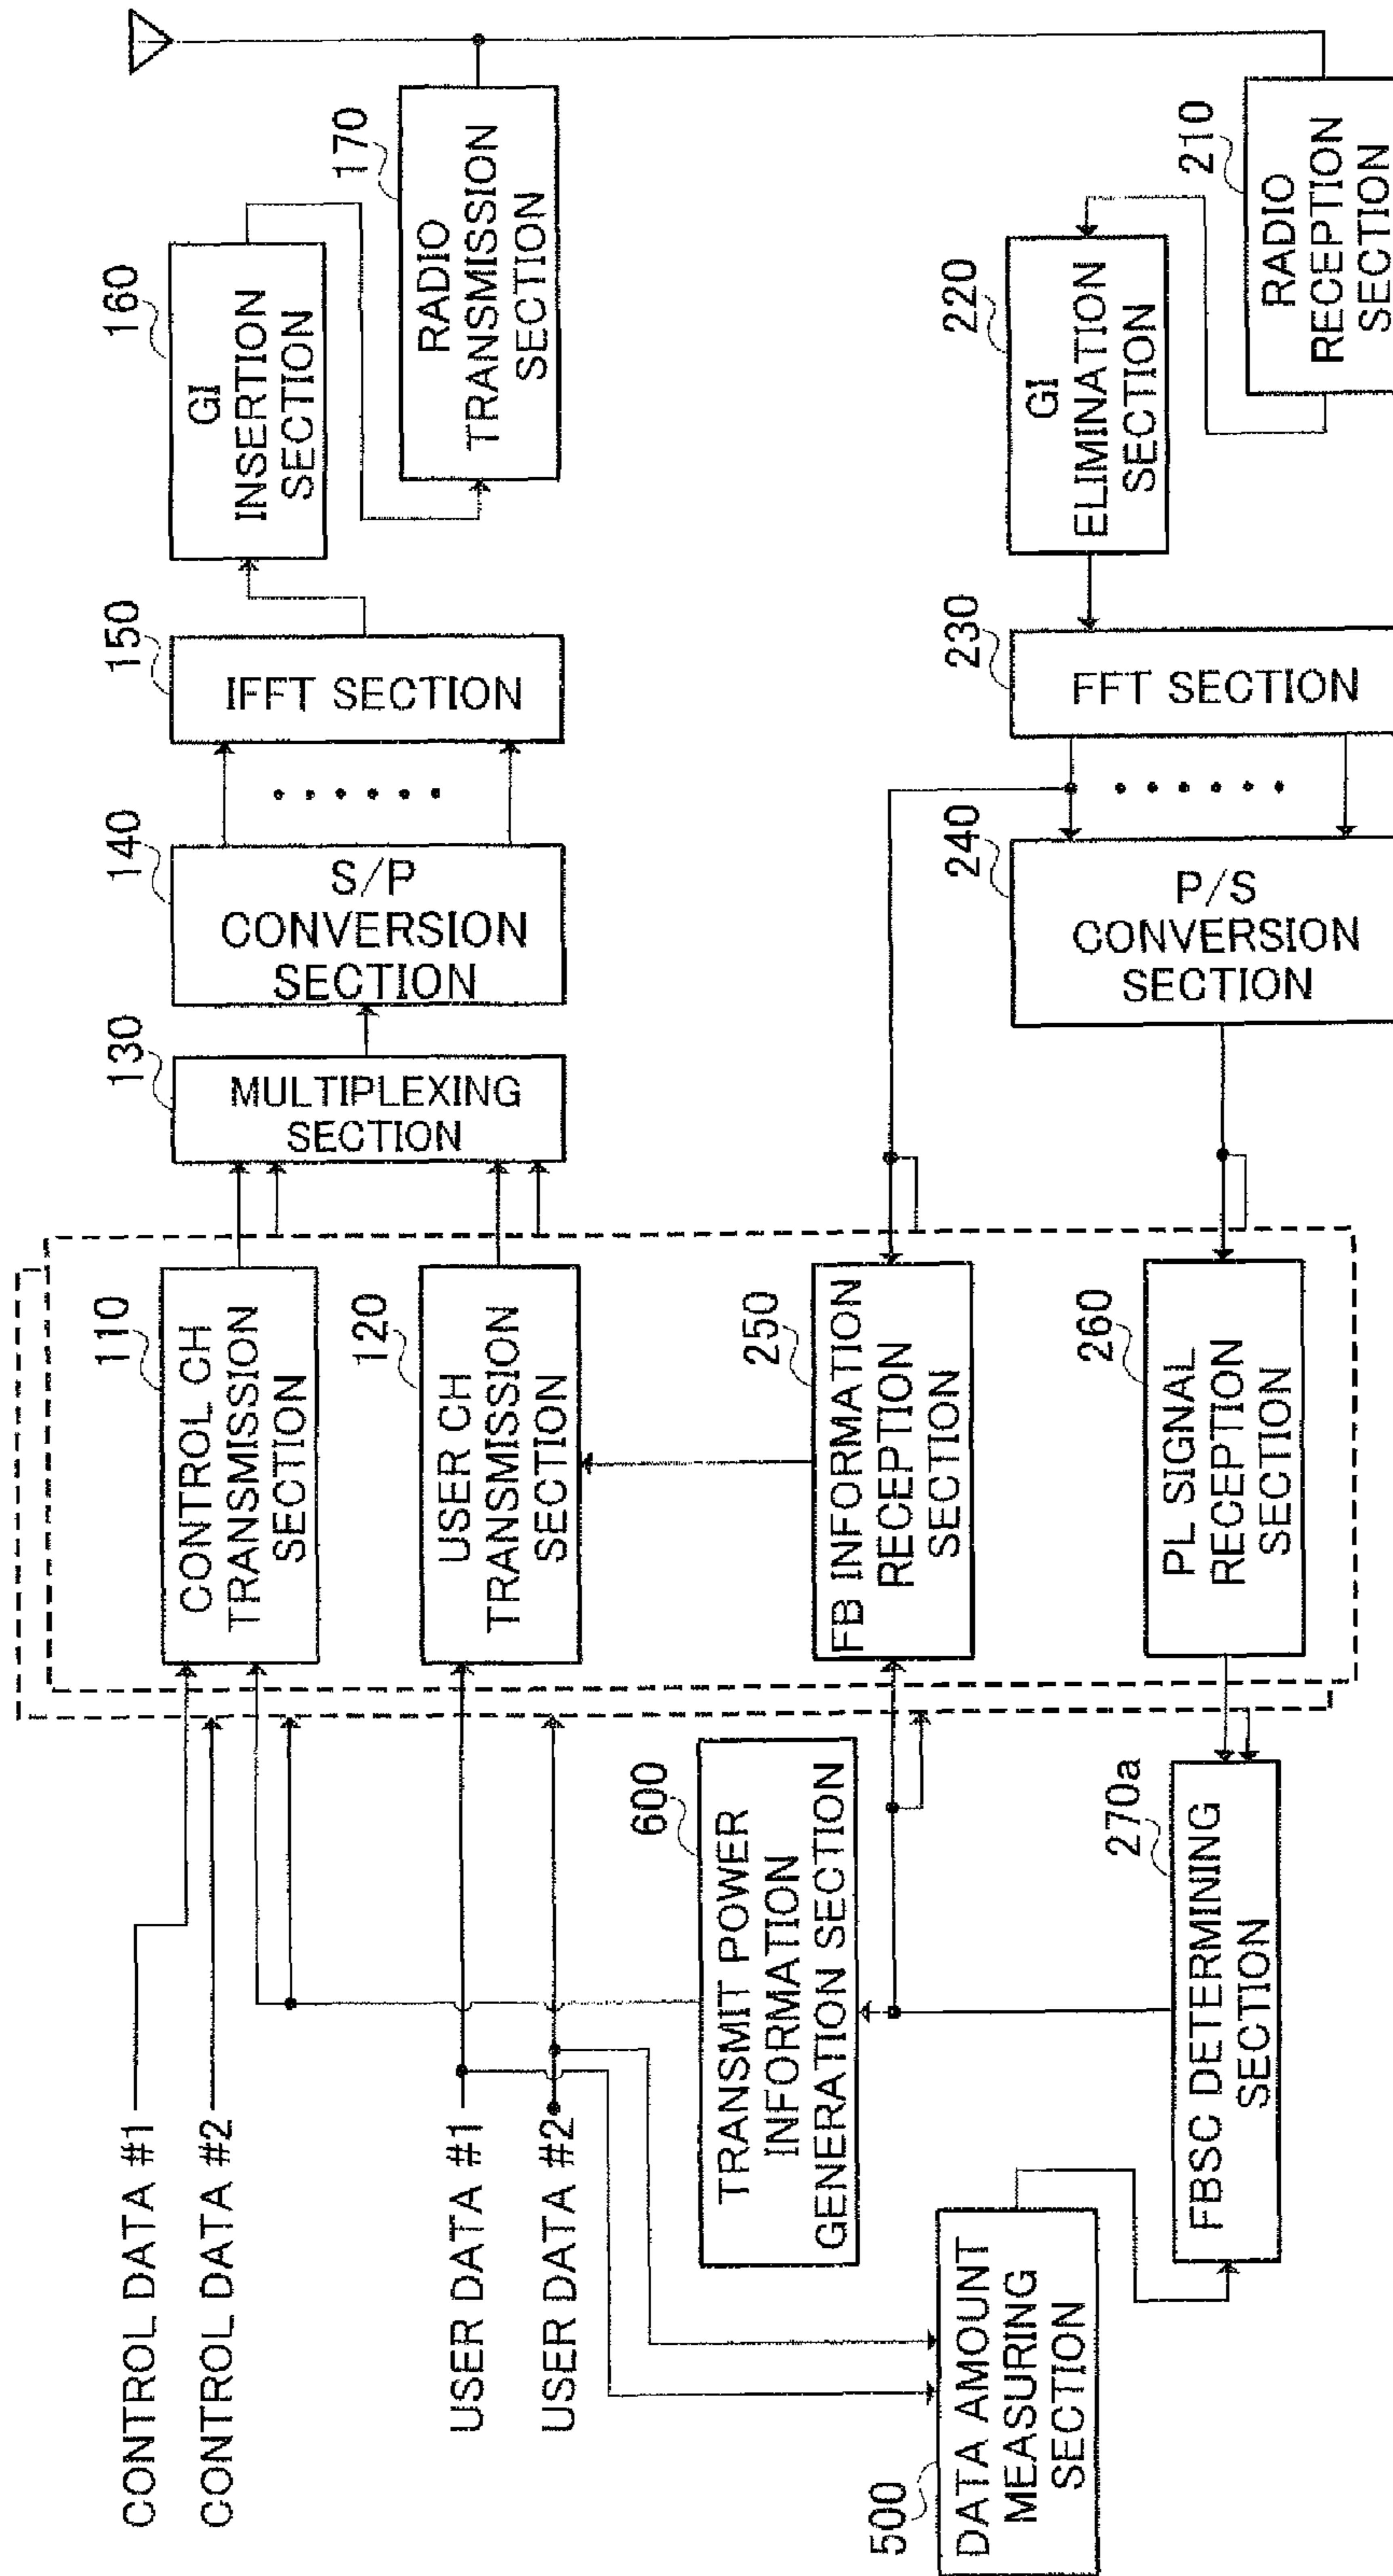 CONTROL DATA #1
CONTROL DATA #2
USER DATA #1
USER DATA #2
110
CONTROL CH
TRANSMISSION
SECTION
120
USER CH
TRANSMISSION
SECTION
130
MULTIPLEXING
SECTION
140
S/P
CONVERSION
SECTION
150
IFFT SECTION
160
GI
INSERTION
SECTION
170
RADIO
TRANSMISSION
SECTION
500
DATA AMOUNT
MEASURING
SECTION
600
TRANSMIT POWER
INFORMATION
GENERATION SECTION
270a
FBSC DETERMINING
SECTION
250
FB INFORMATION
RECEPTION
SECTION
260
PL SIGNAL
RECEPTION
SECTION
240
P/S
CONVERSION
SECTION
230
FFT SECTION
220
GI
ELIMINATION
SECTION
210
RADIO
RECEPTION
SECTION